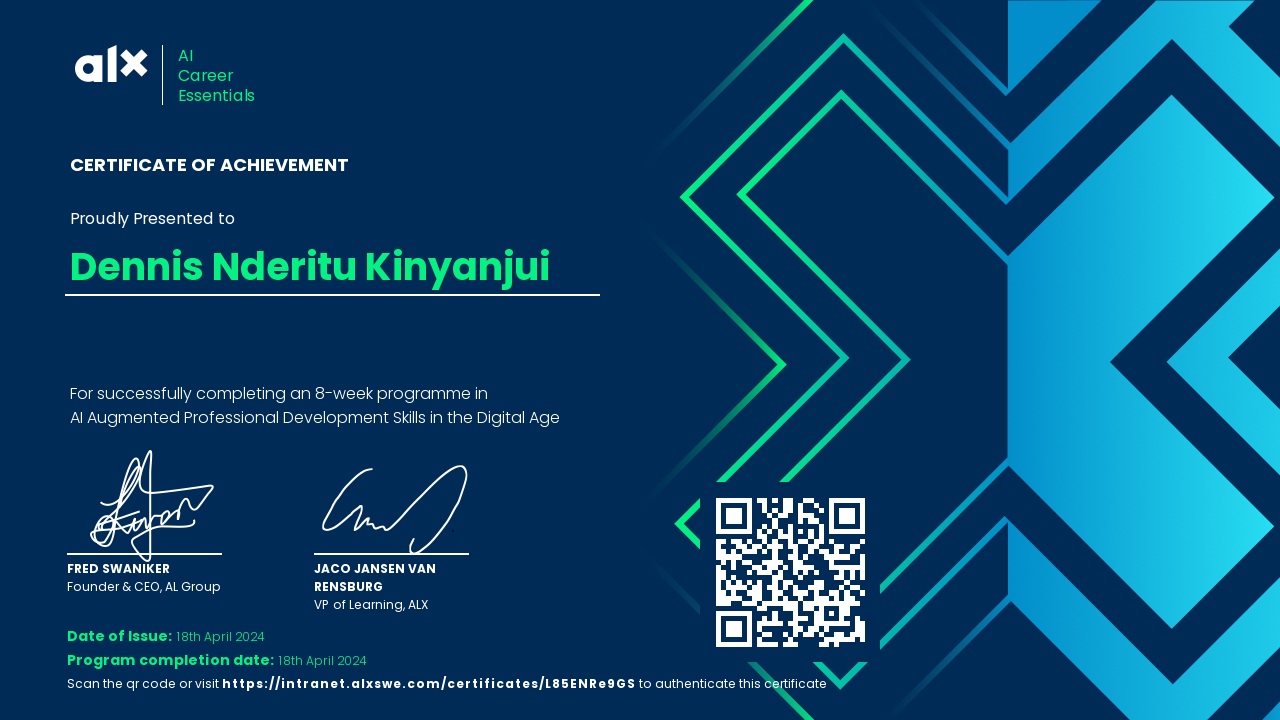 alx
AI
Career
Essentials
CERTIFICATE OF ACHIEVEMENT
Proudly Presented to
Dennis Nderitu Kinyanjui
For successfully completing an 8-week programme in
AI Augmented Professional Development Skills in the Digital Age
FRED SWANIKER
Founder & CEO, AL Group
JACO JANSEN VAN
RENSBURG
VP of Learning, ALX
Date of Issue: 18th April 2024
Program completion date: 18th April 2024
Scan the qr code or visit https://intranet.alxswe.com/certificates/L85ENRe9GS to authenticate this certificate